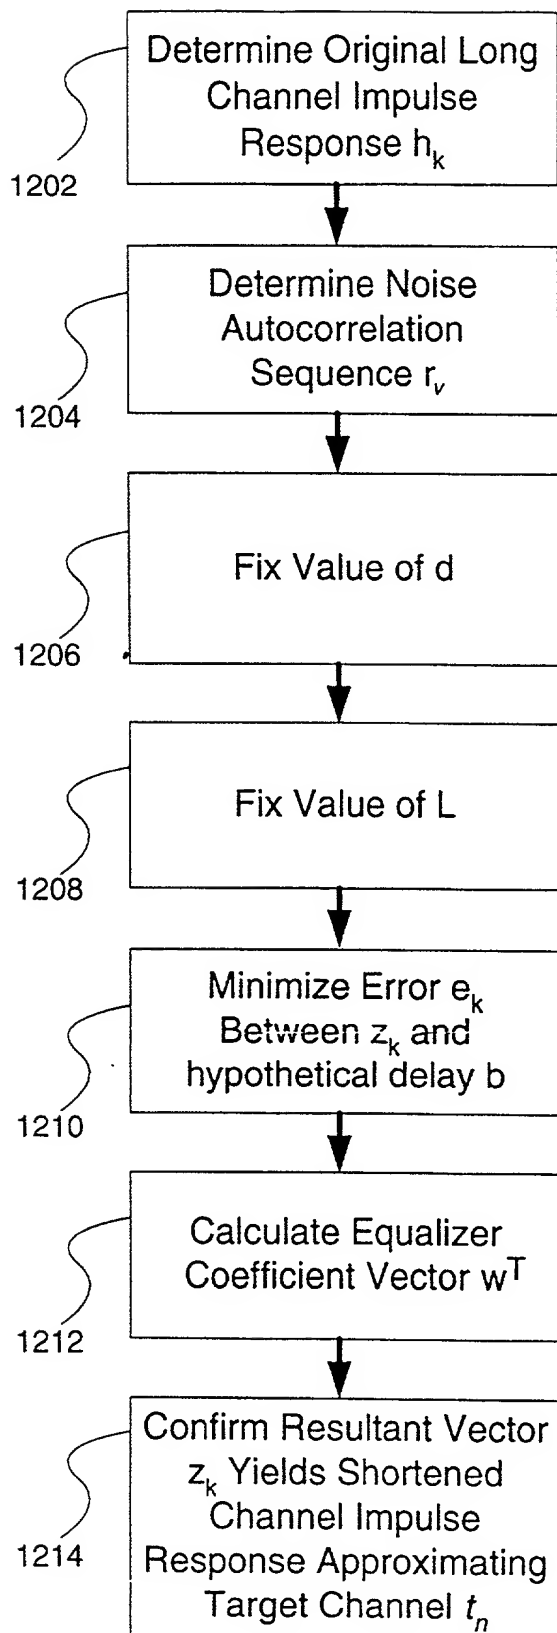 Determine Original Long
Channel Impulse
Response h_k
1202
Determine Noise
Autocorrelation
Sequence r_v
1204
Fix Value of d
1206
Fix Value of L
1208
Minimize Error e_k
Between z_k and
hypothetical delay b
1210
Calculate Equalizer
Coefficient Vector w^T
1212
Confirm Resultant Vector
z_k Yields Shortened
Channel Impulse
Response Approximating
Target Channel t_n
1214